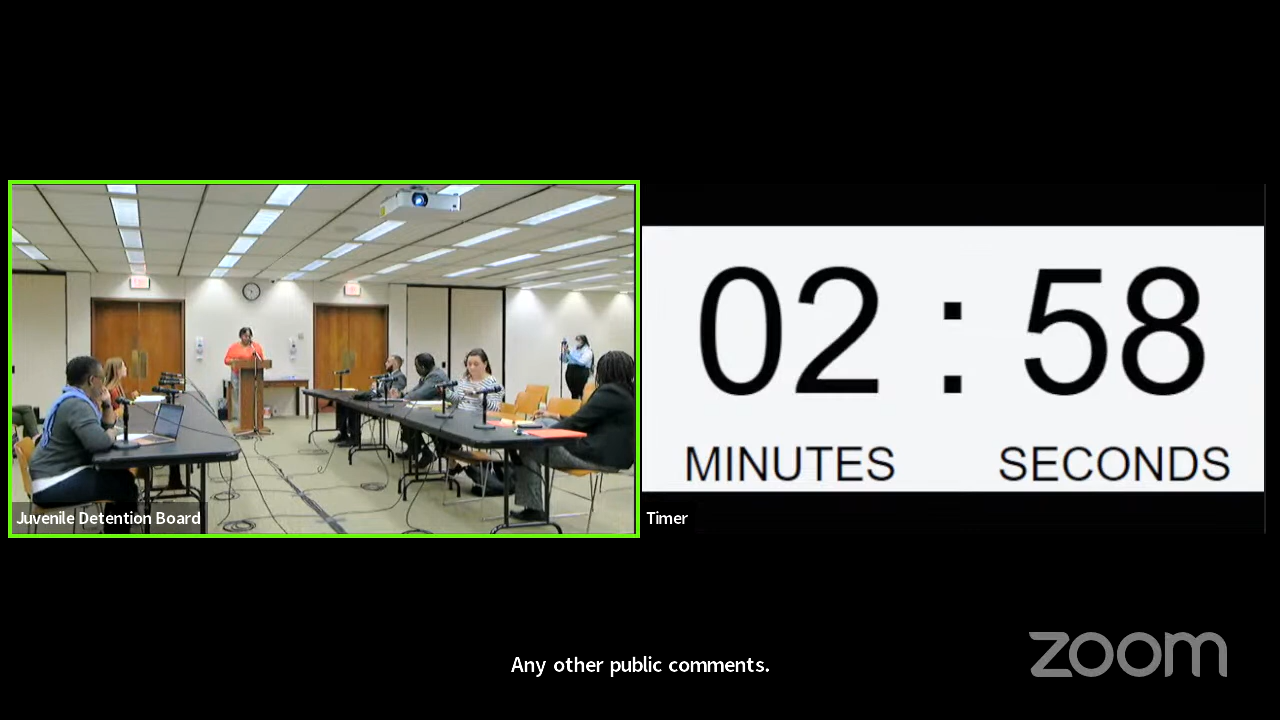 02 : 58
MINUTES SECONDS
Juvenile Detention Board
Timer
Any other public comments.
zoom